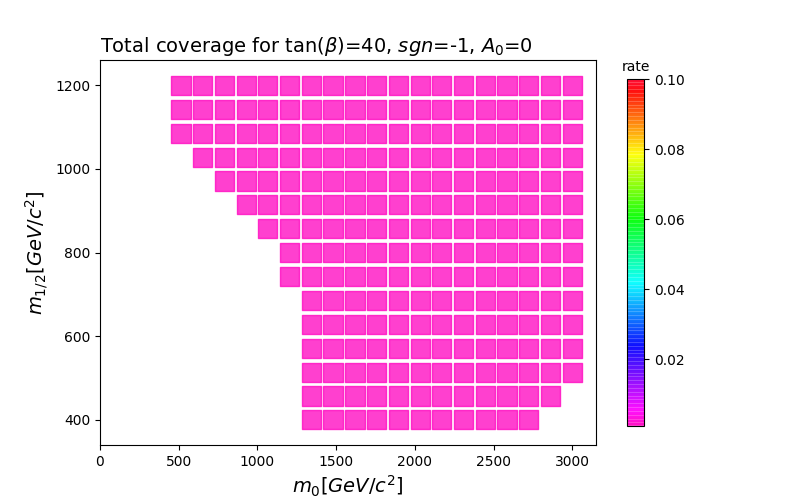 Total coverage for tan(β)=40, sgn=-1, A₀=0
rate
0.10
0.08
0.06
0.04
0.02
m₁/₂[GeV/c²]
1200
1000
800
600
400
0 500 1000 1500 2000 2500 3000
m₀[GeV/c²]